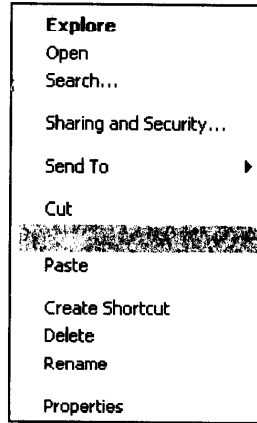 Explore
Open
Search...
Sharing and Security...
Send To
Cut
Paste
Create Shortcut
Delete
Rename
Properties